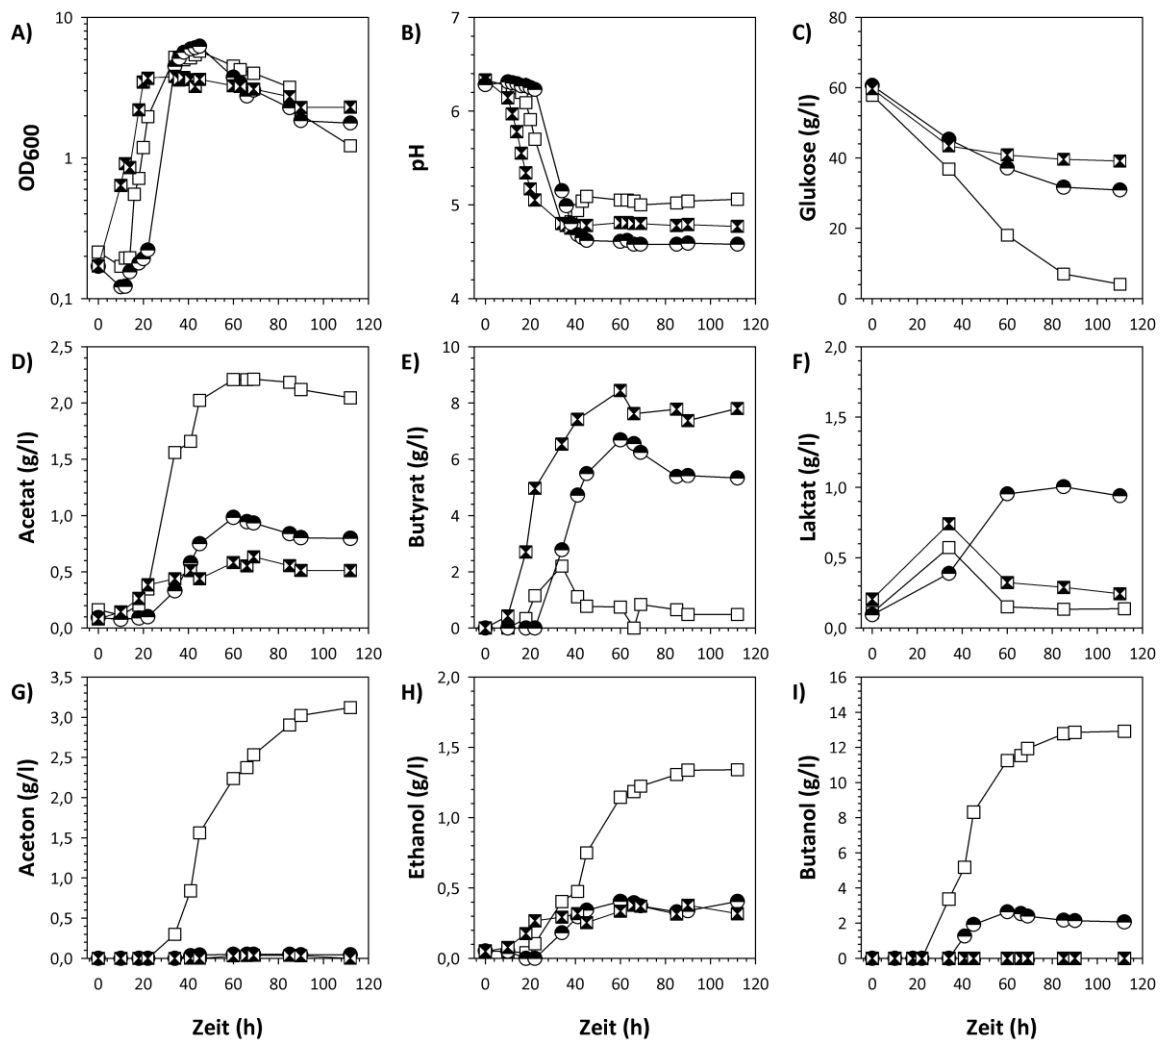 A)
OD600
10
1
0,1
0 20 40 60 80 100 120
B)
pH
7
6
5
4
0 20 40 60 80 100 120
C)
Glukose (g/l)
80
60
40
20
0
0 20 40 60 80 100 120
D)
Acetat (g/l)
2,5
2,0
1,5
1,0
0,5
0,0
0 20 40 60 80 100 120
E)
Butyrat (g/l)
10
8
6
4
2
0
0 20 40 60 80 100 120
F)
Laktat (g/l)
2,0
1,5
1,0
0,5
0,0
0 20 40 60 80 100 120
G)
Aceton (g/l)
3,5
3,0
2,5
2,0
1,5
1,0
0,5
0,0
0 20 40 60 80 100 120
Zeit (h)
H)
Ethanol (g/l)
2,0
1,5
1,0
0,5
0,0
0 20 40 60 80 100 120
Zeit (h)
I)
Butanol (g/l)
16
14
12
10
8
6
4
2
0
0 20 40 60 80 100 120
Zeit (h)